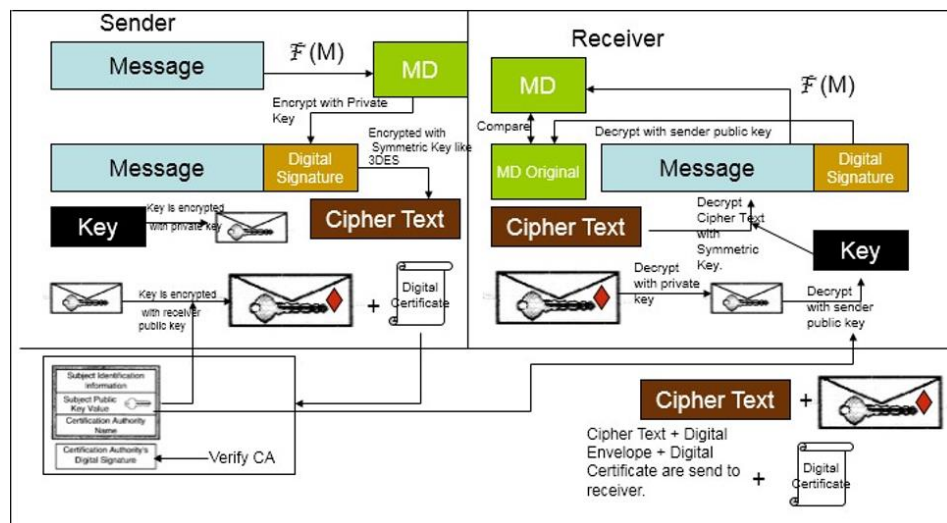 Sender
Message
Ƒ (M)
MD
Encrypt with Private
Key
Message
Digital
Signature
Encrypted with
Symmetric Key like
3DES
Key
Key is encrypted
with private key
Cipher Text
Key is encrypted
with receiver
public key
+
Digital
Certificate
Receiver
MD
Ƒ (M)
Compare
Decrypt with sender public key
MD Original
Message
Digital
Signature
Cipher Text
Decrypt
Cipher Text
with
Symmetric
Key.
Key
Decrypt
with private
key
Decrypt
with sender
public key
Subject Identification
Information
Subject Public
Key Value
Certification Authority
Name
Certification Authority's
Digital Signature
Verify CA
Cipher Text
+
Cipher Text + Digital
Envelope + Digital
Certificate are send to
receiver.
+
Digital
Certificate